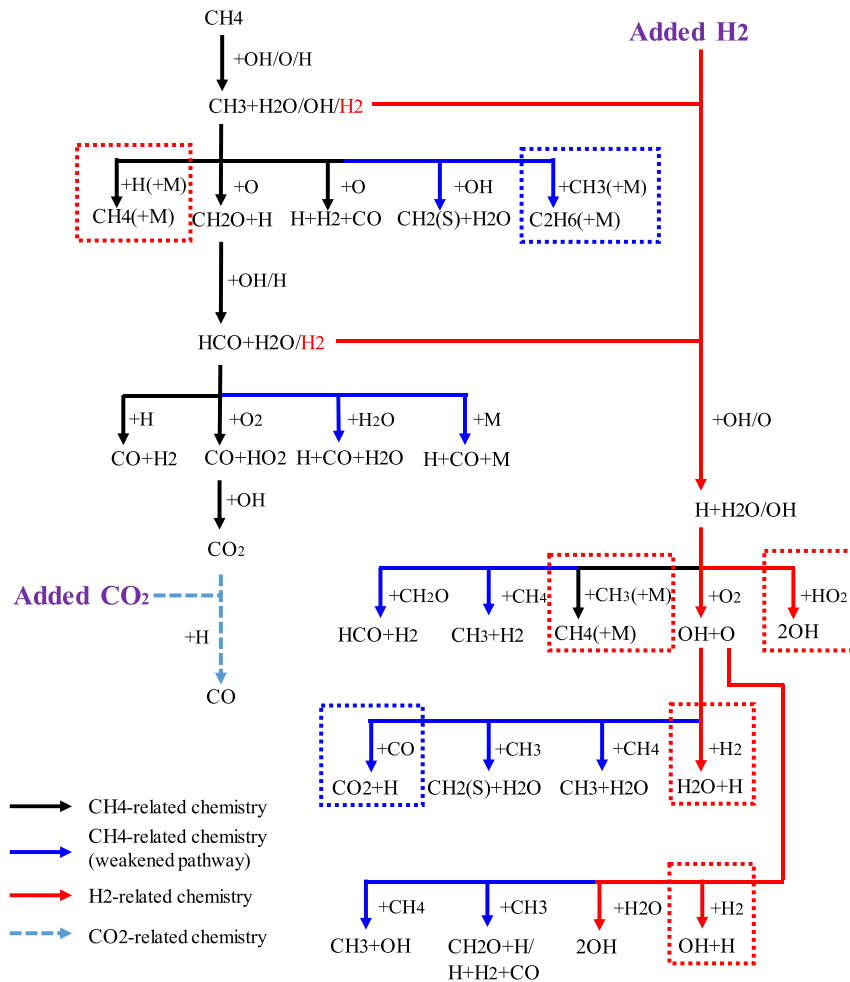 CH4
Added H2
+OH/O/H
CH3+H2O/OH/H2
+H(+M)
+O
+O
+OH
+CH3(+M)
CH4(+M)
CH2O+H
H+H2+CO
CH2(S)+H2O
C2H6(+M)
+OH/H
HCO+H2O/H2
+H
+O2
+H2O
+M
+OH/O
CO+H2
CO+HO2
H+CO+H2O
H+CO+M
+OH
H+H2O/OH
CO2
Added CO2
+H
CO
+CH2O
+CH4
+CH3(+M)
+O2
+HO2
HCO+H2
CH3+H2
CH4(+M)
OH+O
2OH
+CO
+CH3
+CH4
+H2
CO2+H
CH2(S)+H2O
CH3+H2O
H2O+H
CH4-related chemistry
CH4-related chemistry
(weakened pathway)
H2-related chemistry
CO2-related chemistry
+CH4
+CH3
+H2O
+H2
CH3+OH
CH2O+H/
H+H2+CO
2OH
OH+H